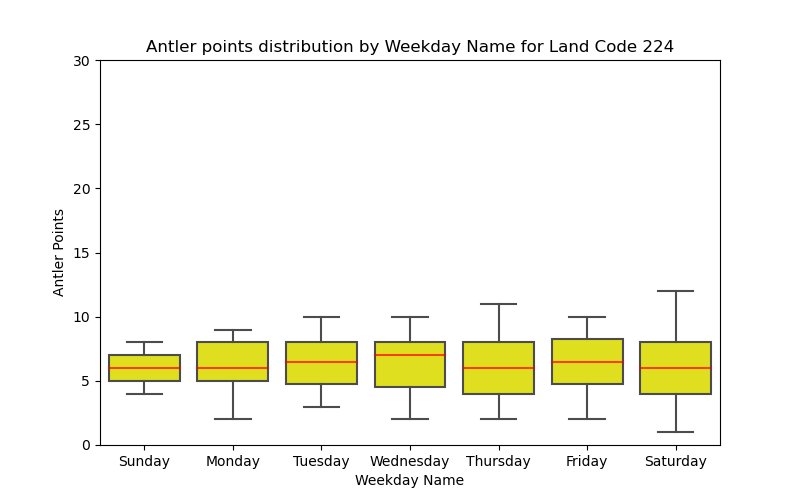 Antler points distribution by Weekday Name for Land Code 224
30
25
20
15
10
5
0
Antler Points
Sunday Monday Tuesday Wednesday Thursday Friday Saturday
Weekday Name